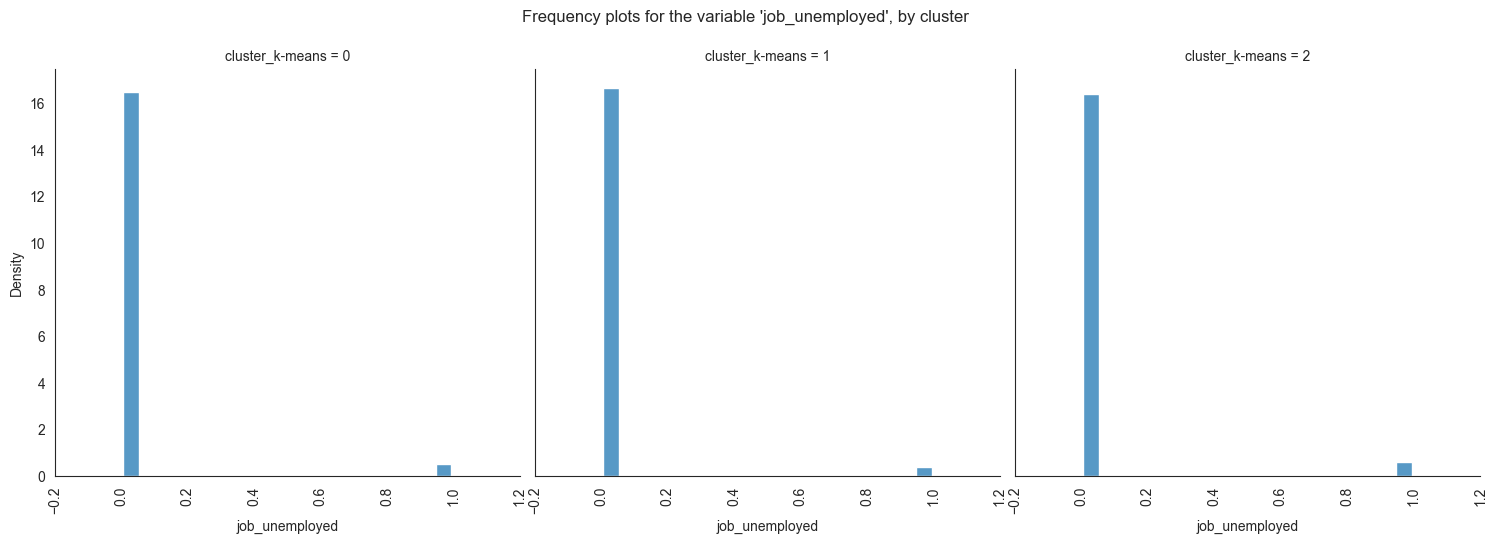 Frequency plots for the variable 'job_unemployed', by cluster
cluster_k-means = 0
cluster_k-means = 1
cluster_k-means = 2
Density
16
14
12
10
8
6
4
2
0
−0.2 0.0 0.2 0.4 0.6 0.8 1.0 1.2
−0.2 0.0 0.2 0.4 0.6 0.8 1.0 1.2
−0.2 0.0 0.2 0.4 0.6 0.8 1.0 1.2
job_unemployed
job_unemployed
job_unemployed